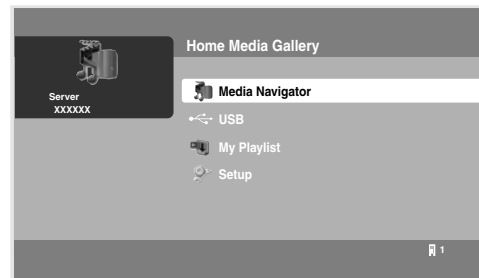 Home Media Gallery
Server
XXXXXX
Media Navigator
USB
My Playlist
Setup
1